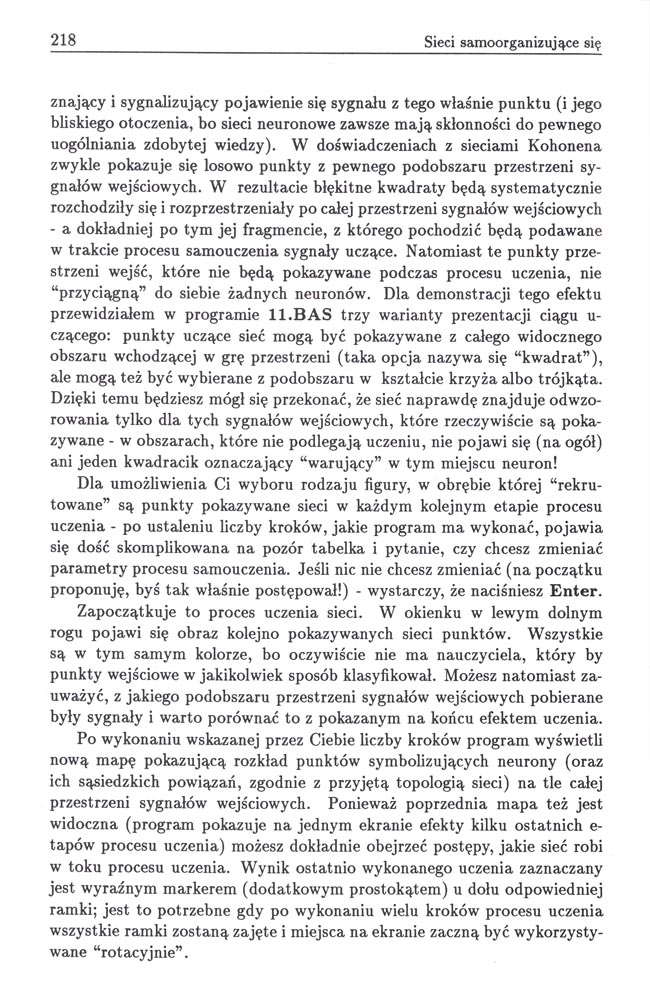 218 Sieci samoorganizujące się
znający i sygnalizujący pojawienie się sygnału z tego właśnie punktu (i jego
bliskiego otoczenia, bo sieci neuronowe zawsze mają skłonności do pewnego
uogólniania zdobytej wiedzy). W doświadczeniach z sieciami Kohonena
zwykle pokazuje się losowo punkty z pewnego podobszaru przestrzeni sy-
gnałów wejściowych. W rezultacie błękitne kwadraty będą systematycznie
rozchodziły się i rozprzestrzeniały po całej przestrzeni sygnałów wejściowych
- a dokładniej po tym jej fragmencie, z którego pochodzić będą podawane
w trakcie procesu samouczenia sygnały uczące. Natomiast te punkty prze-
strzeni wejść, które nie będą pokazywane podczas procesu uczenia, nie
“przyciągną” do siebie żadnych neuronów. Dla demonstracji tego efektu
przewidziałem w programie 11.BAS trzy warianty prezentacji ciągu u-
czącego: punkty uczące sieć mogą być pokazywane z całego widocznego
obszaru wchodzącej w grę przestrzeni (taka opcja nazywa się “kwadrat”),
ale mogą też być wybierane z podobszaru w kształcie krzyża albo trójkąta.
Dzięki temu będziesz mógł się przekonać, że sieć naprawdę znajduje odwzo-
rowania tylko dla tych sygnałów wejściowych, które rzeczywiście są poka-
zywane - w obszarach, które nie podlegają uczeniu, nie pojawi się (na ogół)
ani jeden kwadracik oznaczający “warujący” w tym miejscu neuron!
Dla umożliwienia Ci wyboru rodzaju figury, w obrębie której “rekru-
towane” są punkty pokazywane sieci w każdym kolejnym etapie procesu
uczenia - po ustaleniu liczby kroków, jakie program ma wykonać, pojawia
się dość skomplikowana na pozór tabelka i pytanie, czy chcesz zmieniać
parametry procesu samouczenia. Jeśli nic nie chcesz zmieniać (na początku
proponuję, byś tak właśnie postępował!) - wystarczy, że naciśniesz Enter.
Zapoczątkuje to proces uczenia sieci. W okienku w lewym dolnym
rogu pojawi się obraz kolejno pokazywanych sieci punktów. Wszystkie
są w tym samym kolorze, bo oczywiście nie ma nauczyciela, który by
punkty wejściowe w jakikolwiek sposób klasyfikował. Możesz natomiast za-
uważyć, z jakiego podobszaru przestrzeni sygnałów wejściowych pobierane
były sygnały i warto porównać to z pokazanym na końcu efektem uczenia.
Po wykonaniu wskazanej przez Ciebie liczby kroków program wyświetli
nową mapę pokazującą rozkład punktów symbolizujących neurony (oraz
ich sąsiedzkich powiązań, zgodnie z przyjętą topologią sieci) na tle całej
przestrzeni sygnałów wejściowych. Ponieważ poprzednia mapa też jest
widoczna (program pokazuje na jednym ekranie efekty kilku ostatnich e-
tapów procesu uczenia) możesz dokładnie obejrzeć postępy, jakie sieć robi
w toku procesu uczenia. Wynik ostatnio wykonanego uczenia zaznaczany
jest wyraźnym markerem (dodatkowym prostokątem) u dołu odpowiedniej
ramki; jest to potrzebne gdy po wykonaniu wielu kroków procesu uczenia
wszystkie ramki zostaną zajęte i miejsca na ekranie zaczną być wykorzysty-
wane “rotacyjnie”.